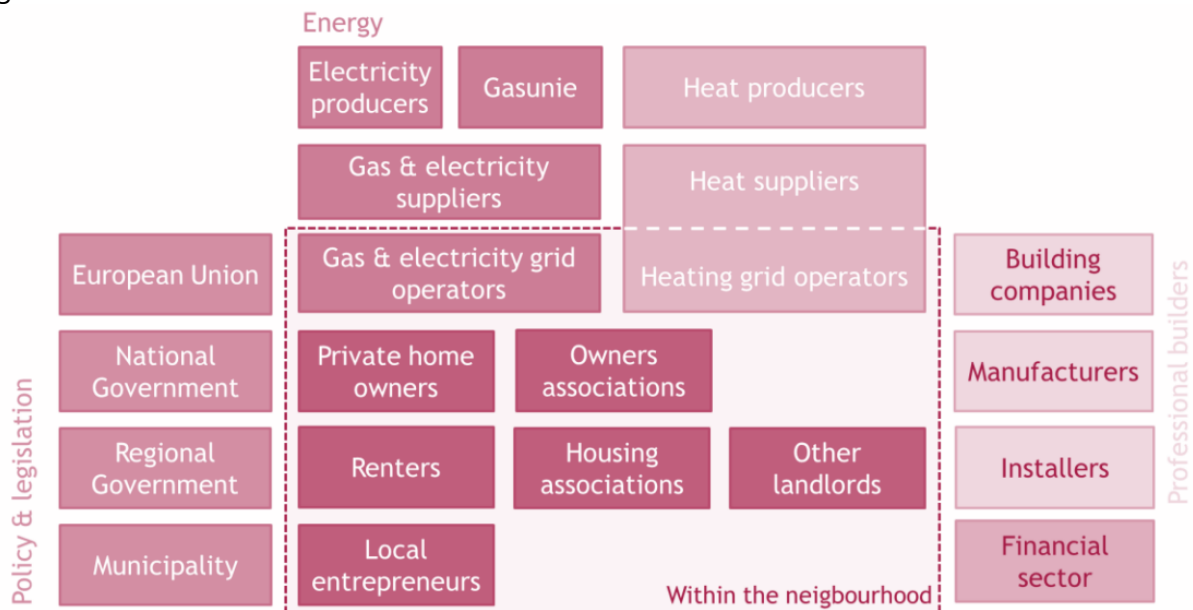 Energy
Electricity
producers
Gasunie
Heat producers
Gas & electricity
suppliers
Heat suppliers
European Union
Gas & electricity grid
operators
Heating grid operators
Building
companies
National
Government
Private home
owners
Owners
associations
Manufacturers
Regional
Government
Renters
Housing
associations
Other
landlords
Installers
Municipality
Local
entrepreneurs
Financial
sector
Within the neigbourhood
Policy & legislation
Professional builders